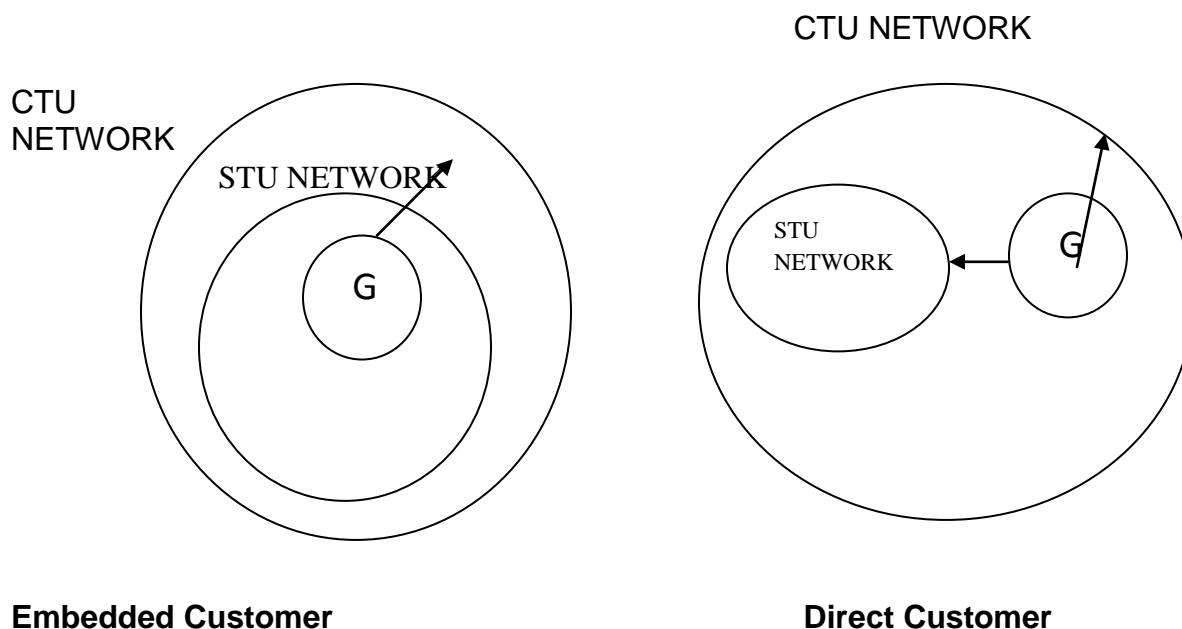 CTU NETWORK
CTU
NETWORK
STU NETWORK
G
STU
NETWORK
G
Embedded Customer
Direct Customer